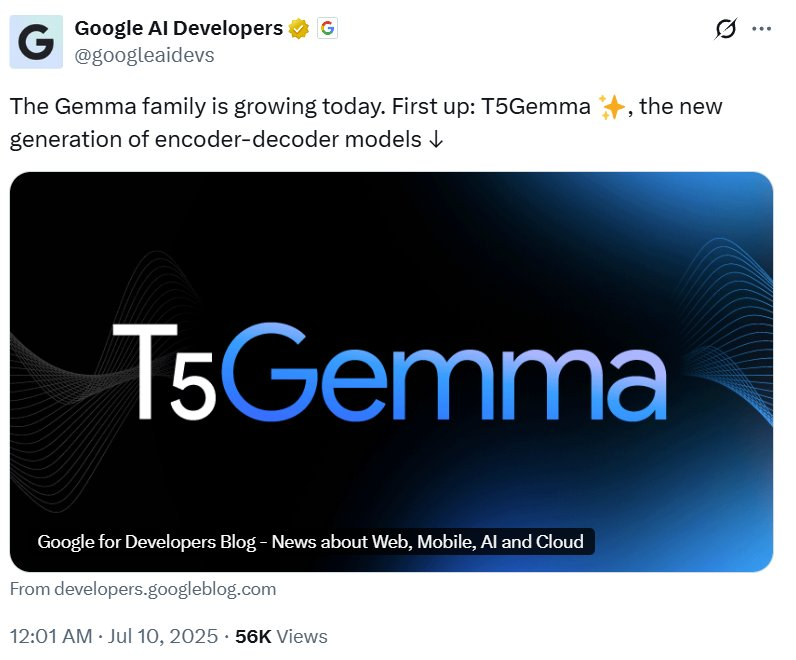 Google AI Developers
@googleaidevs
The Gemma family is growing today. First up: T5Gemma ✨, the new
generation of encoder-decoder models ↓
T5Gemma
Google for Developers Blog - News about Web, Mobile, AI and Cloud
From developers.googleblog.com
12:01 AM · Jul 10, 2025 · 56K Views